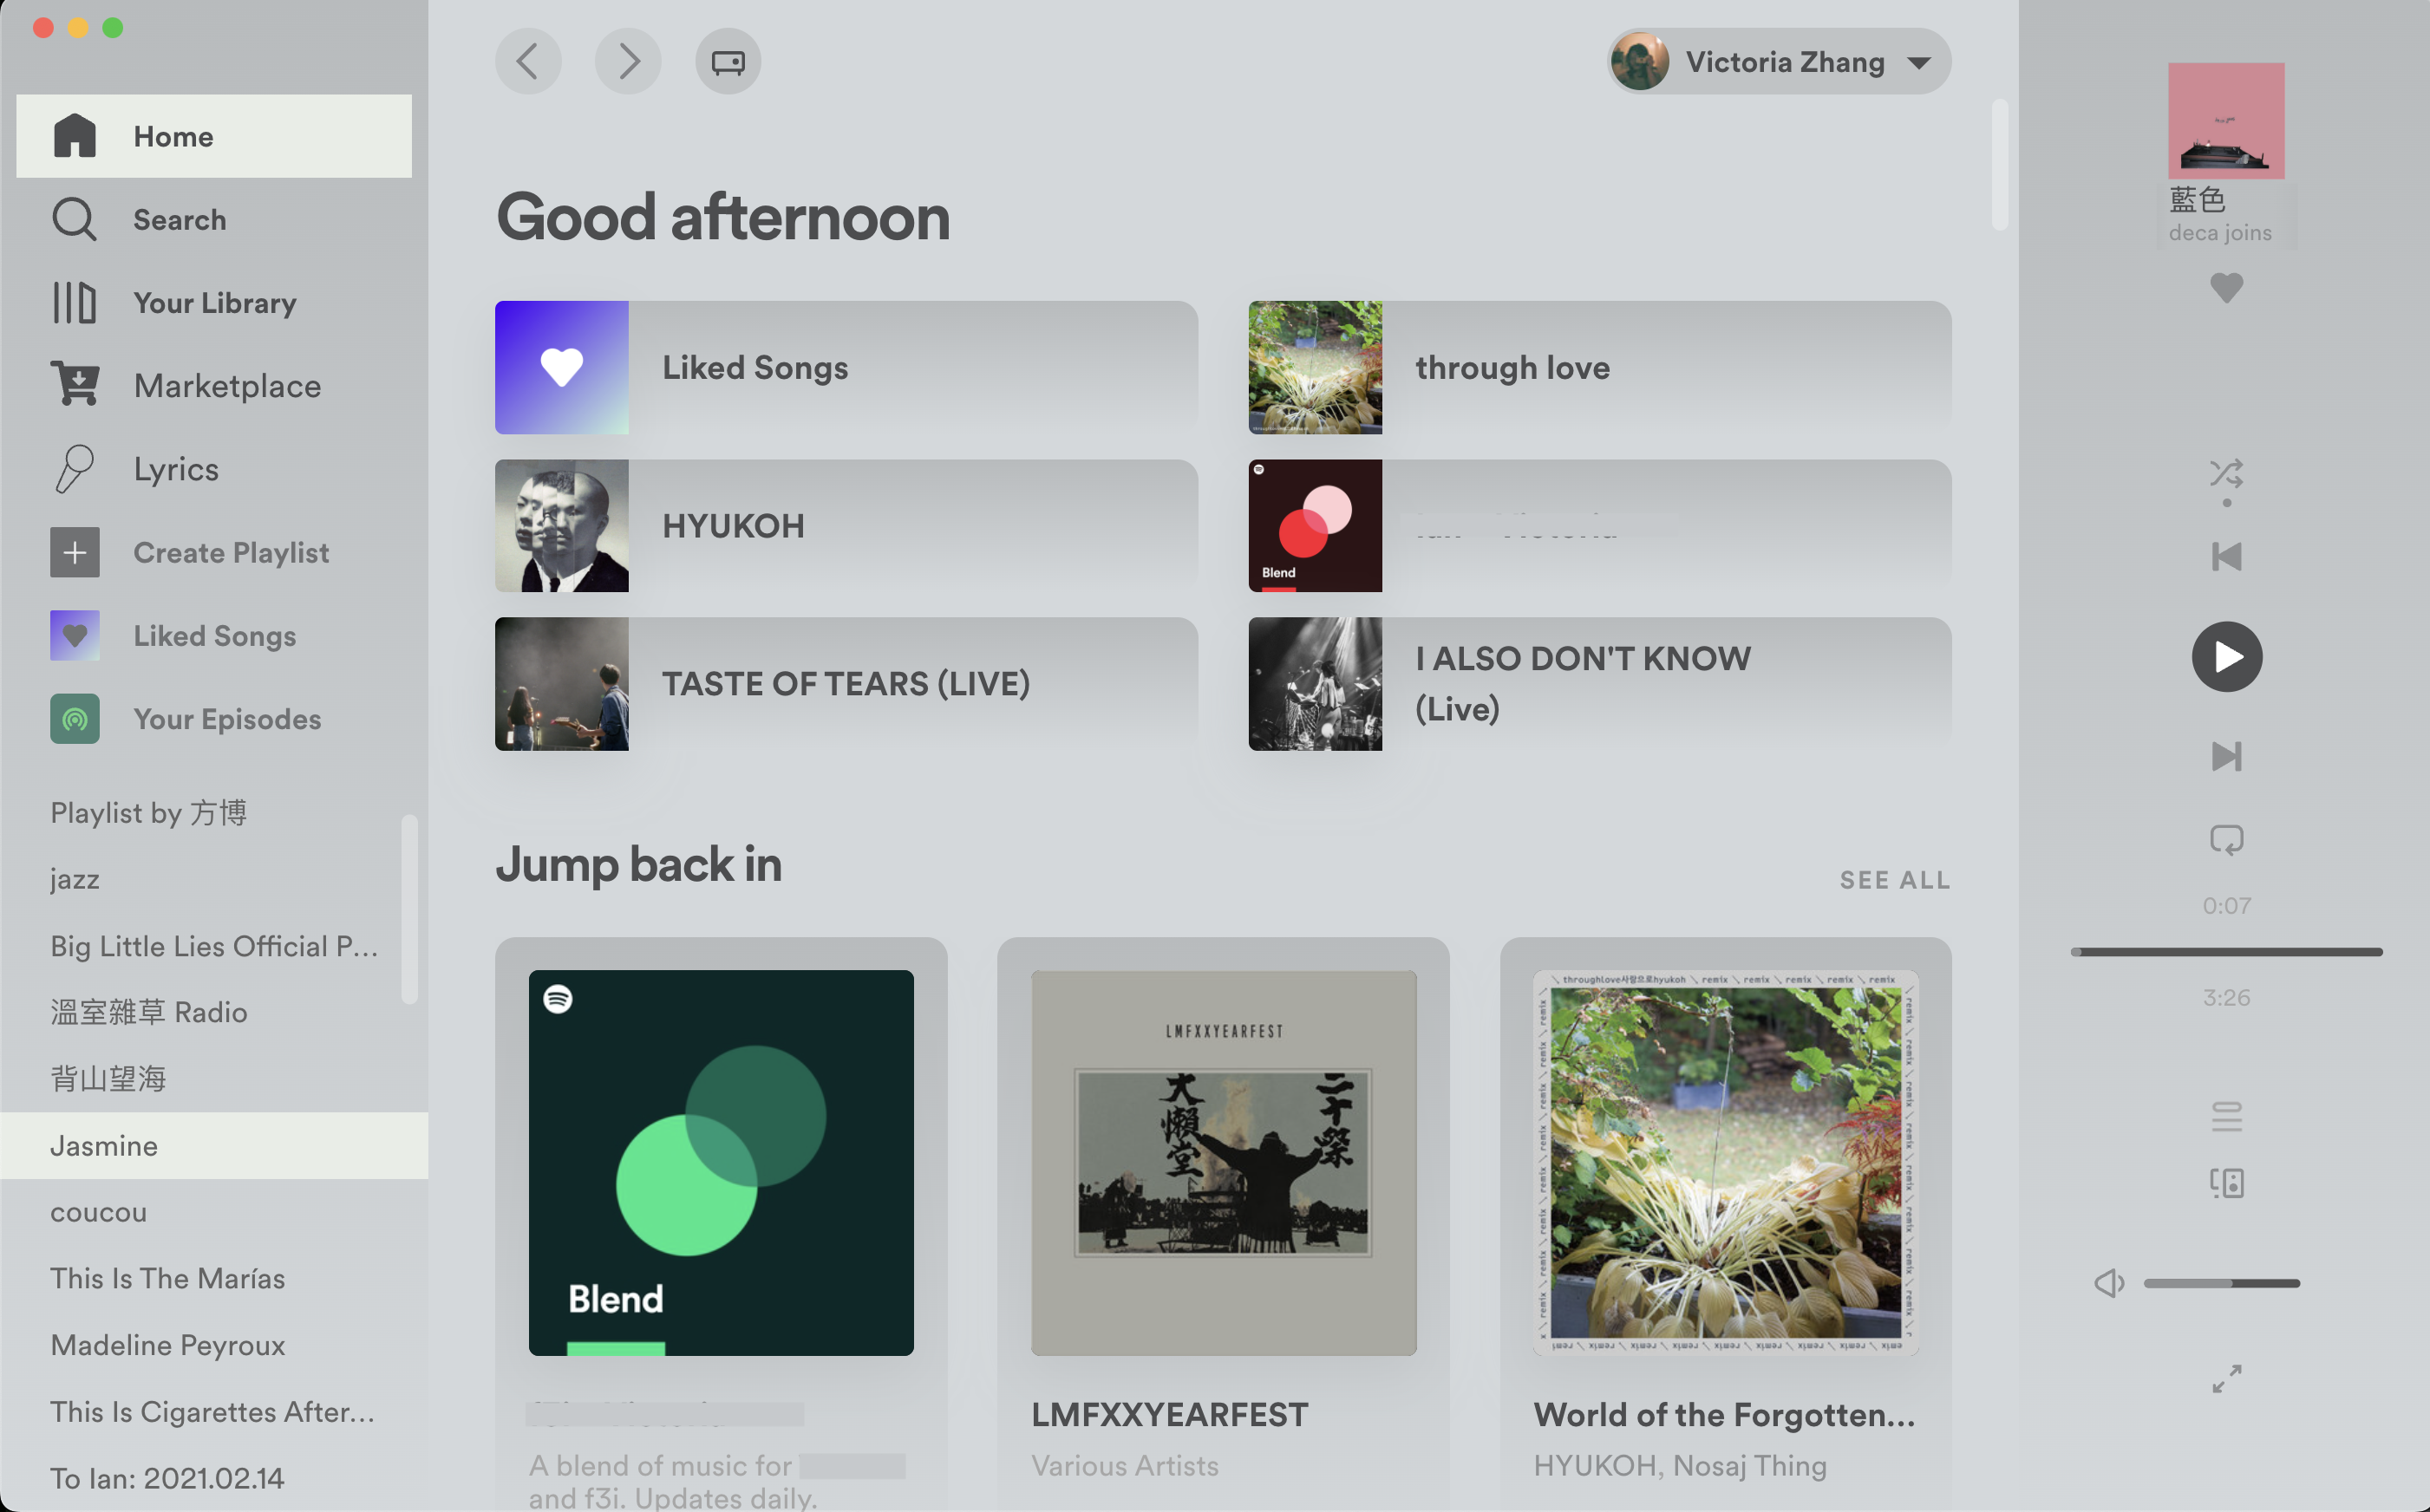 Home
Search
Your Library
Marketplace
Lyrics
Create Playlist
Liked Songs
Your Episodes
Playlist by 方博
jazz
Big Little Lies Official P...
溫室雜草 Radio
背山望海
Jasmine
coucou
This Is The Marías
Madeline Peyroux
This Is Cigarettes After...
To Ian: 2021.02.14
Victoria Zhang
Good afternoon
Liked Songs
through love
HYUKOH
Blend
TASTE OF TEARS (LIVE)
I ALSO DON'T KNOW
(Live)
Jump back in
SEE ALL
Blend
A blend of music for
and f3i. Updates daily.
LMFXXYEARFEST
大懶堂
二十祭
LMFXXYEARFEST
Various Artists
throughlove사랑으로hyukoh \ remix \ remix \ remix \ remix \ remix
World of the Forgotten...
HYUKOH, Nosaj Thing
藍色
deca joins
0:07
3:26